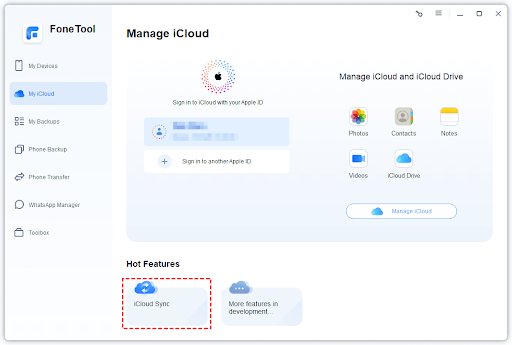 FoneTool
My Devices
My iCloud
My Backups
Phone Backup
Phone Transfer
WhatsApp Manager
Toolbox
Manage iCloud
Sign in to iCloud with your Apple ID
Sign in to another Apple ID
Manage iCloud and iCloud Drive
Photos
Contacts
Notes
Videos
iCloud Drive
Manage iCloud
Hot Features
iCloud Sync
More features in
development...